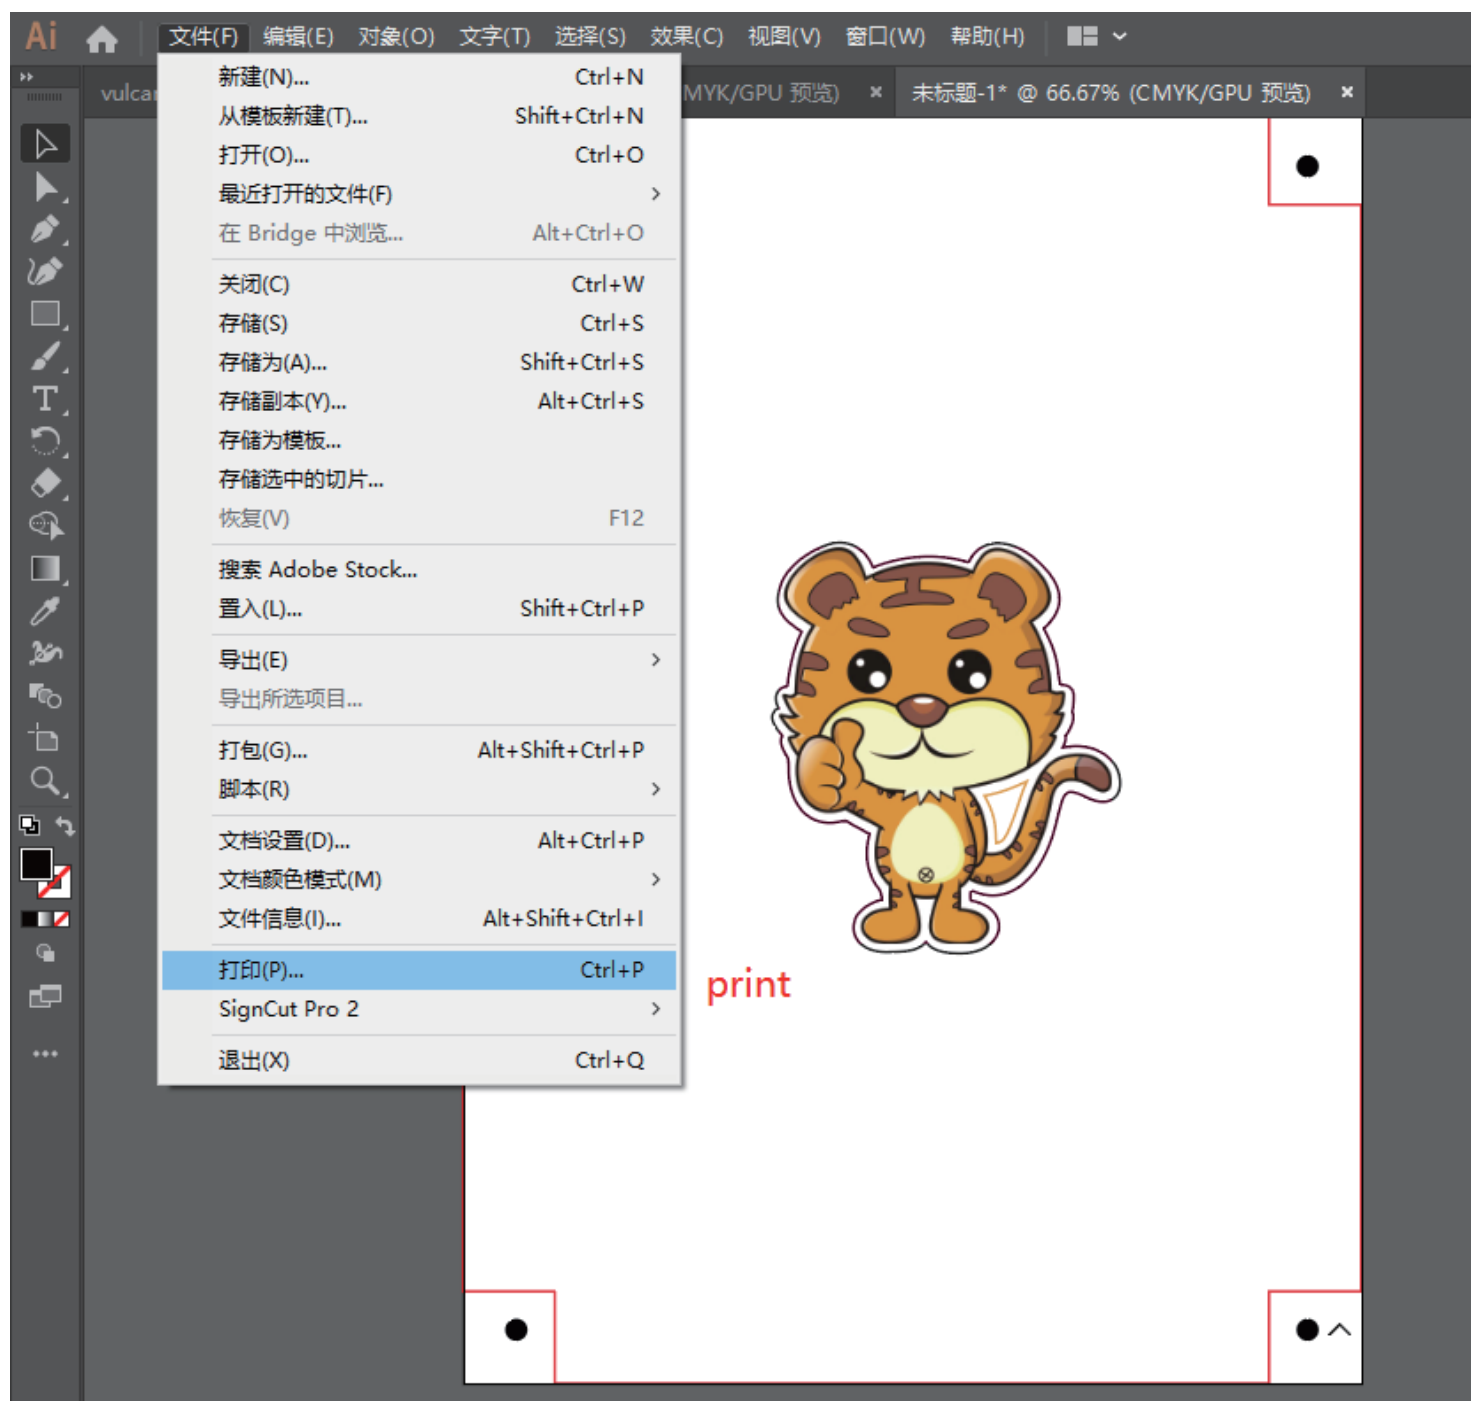 Ai
文件(F) 编辑(E) 对象(O) 文字(T) 选择(S) 效果(C) 视图(V) 窗口(W) 帮助(H)
MYK/GPU 预览) × 未标题-1* @ 66.67% (CMYK/GPU 预览) ×
新建(N)... Ctrl+N
从模板新建(T)... Shift+Ctrl+N
打开(O)... Ctrl+O
最近打开的文件(F)
在 Bridge 中浏览... Alt+Ctrl+O
关闭(C) Ctrl+W
存储(S) Ctrl+S
存储为(A)... Shift+Ctrl+S
存储副本(Y)... Alt+Ctrl+S
存储为模板...
存储选中的切片...
恢复(V) F12
搜索 Adobe Stock...
置入(L)... Shift+Ctrl+P
导出(E)
导出所选项目...
打包(G)... Alt+Shift+Ctrl+P
脚本(R)
文档设置(D)... Alt+Ctrl+P
文档颜色模式(M)
文件信息(I)... Alt+Shift+Ctrl+I
打印(P)... Ctrl+P
print
SignCut Pro 2
退出(X) Ctrl+Q